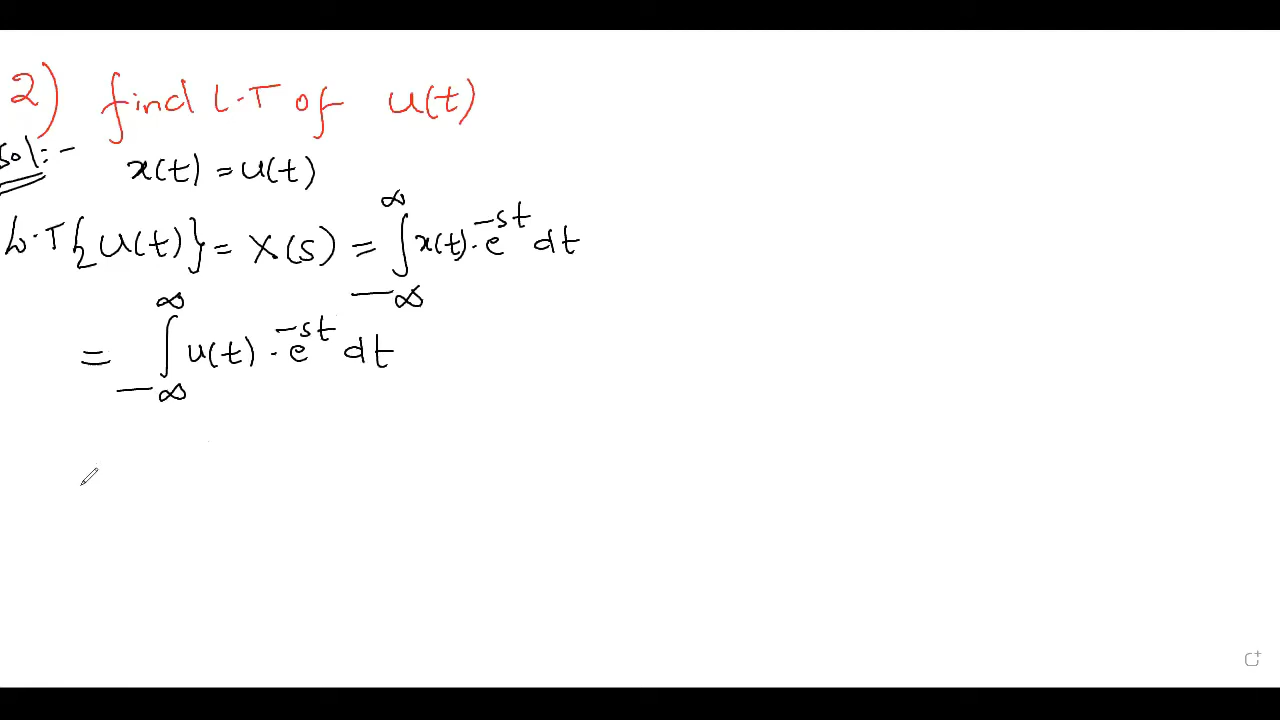 2) find L.T of u(t)
sol:-
x(t) = u(t)
L.T{u(t)} = X(s) = ∫_{-∞}^{∞} x(t).e^{-st} dt
= ∫_{-∞}^{∞} u(t).e^{-st} dt